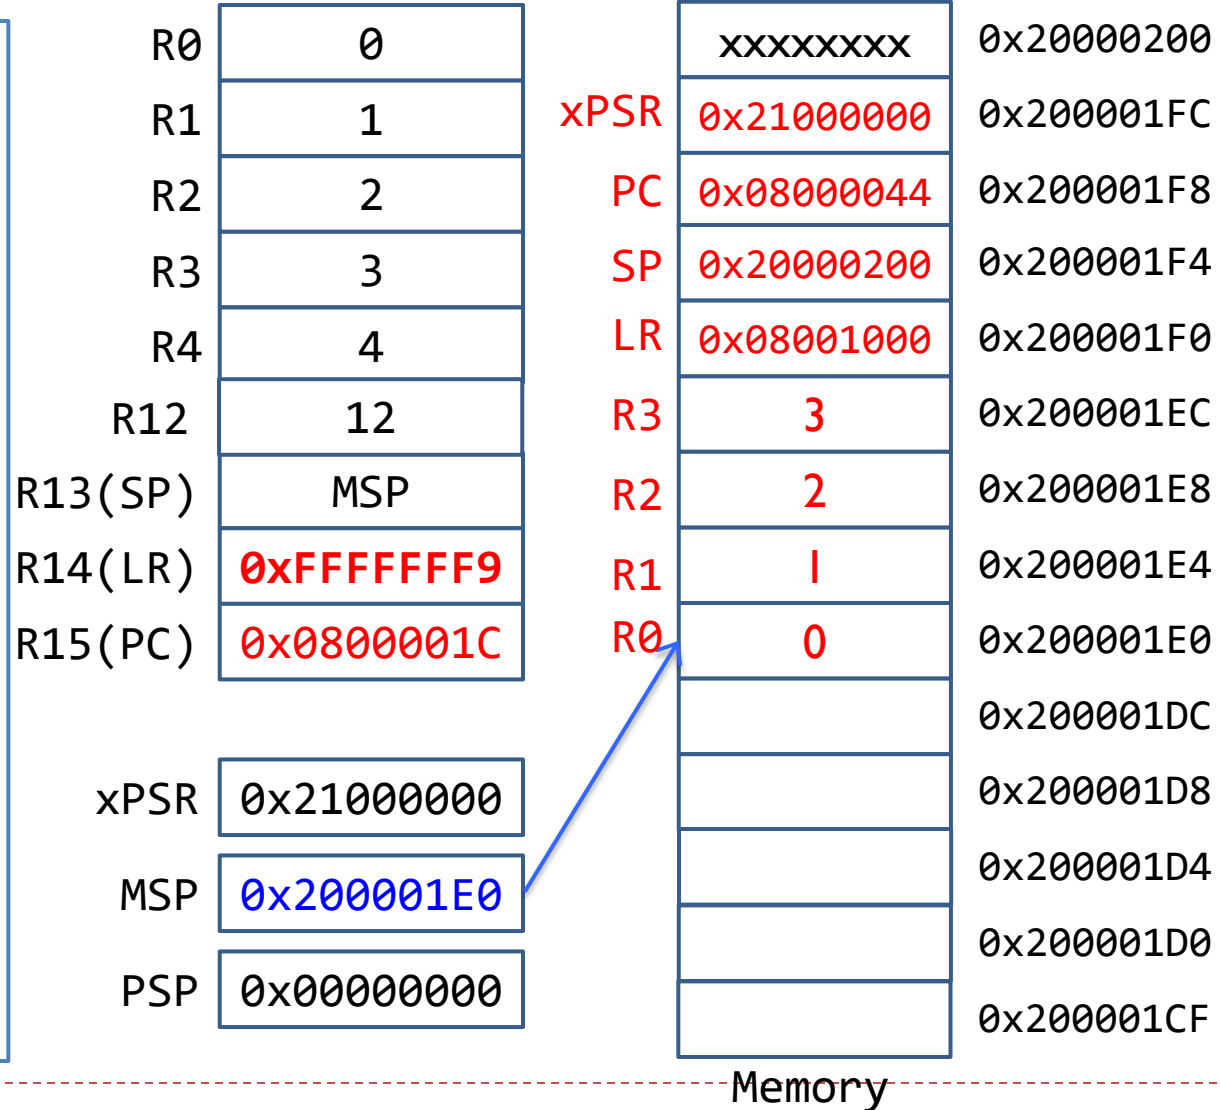 R0 0 xxxxxxxx 0x20000200
R1 1 xPSR 0x21000000 0x200001FC
R2 2 PC 0x08000044 0x200001F8
R3 3 SP 0x20000200 0x200001F4
R4 4 LR 0x08001000 0x200001F0
R12 12 R3 3 0x200001EC
R13(SP) MSP R2 2 0x200001E8
R14(LR) 0xFFFFFFF9 R1 1 0x200001E4
R15(PC) 0x0800001C R0 0 0x200001E0
0x200001DC
xPSR 0x21000000 0x200001D8
MSP 0x200001E0 0x200001D4
0x200001D0
PSP 0x00000000 0x200001CF
Memory